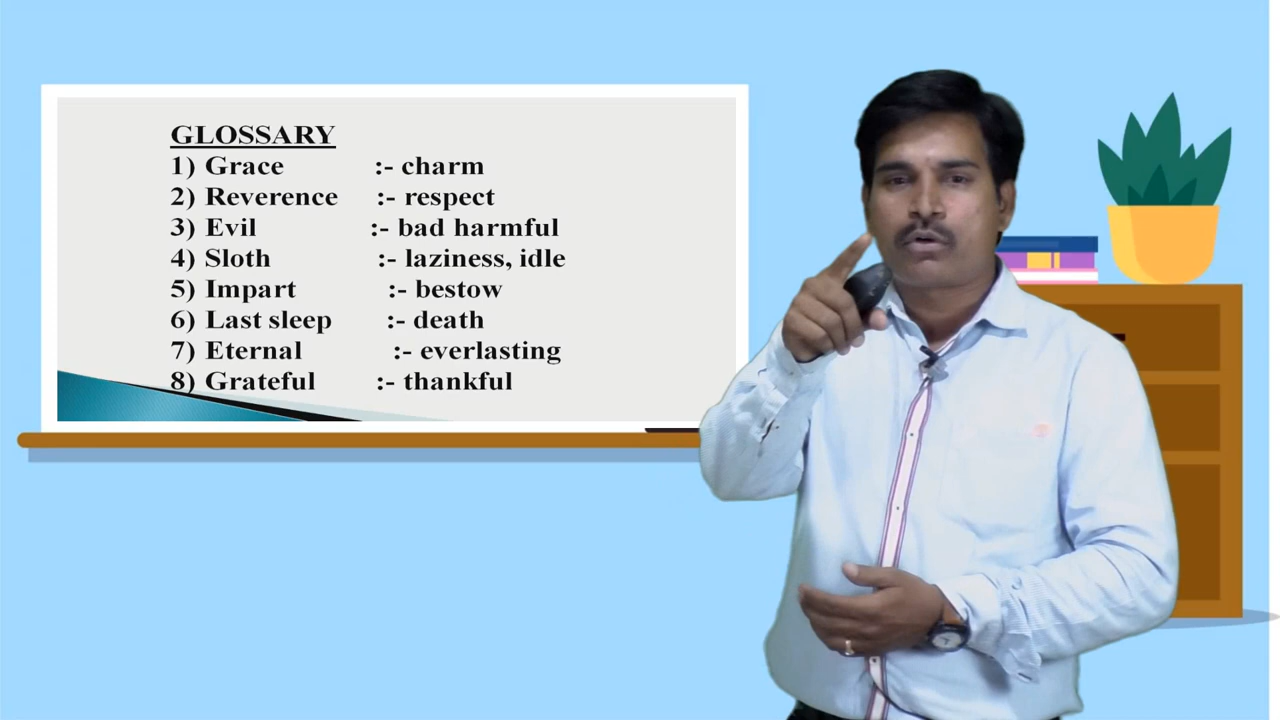 GLOSSARY
1) Grace :- charm
2) Reverence :- respect
3) Evil :- bad harmful
4) Sloth :- laziness, idle
5) Impart :- bestow
6) Last sleep :- death
7) Eternal :- everlasting
8) Grateful :- thankful